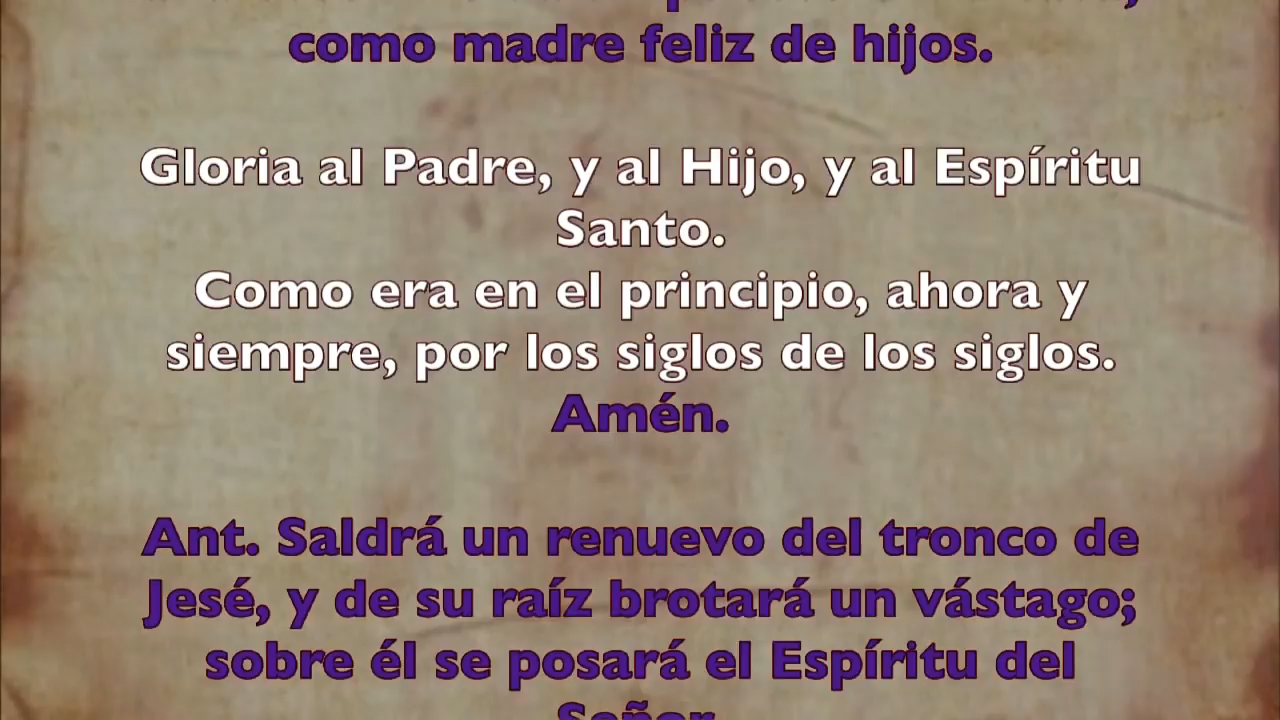 como madre feliz de hijos.
Gloria al Padre, y al Hijo, y al Espíritu
Santo.
Como era en el principio, ahora y
siempre, por los siglos de los siglos.
Amén.
Ant. Saldrá un renuevo del tronco de
Jesé, y de su raíz brotará un vástago;
sobre él se posará el Espíritu del
Señor.